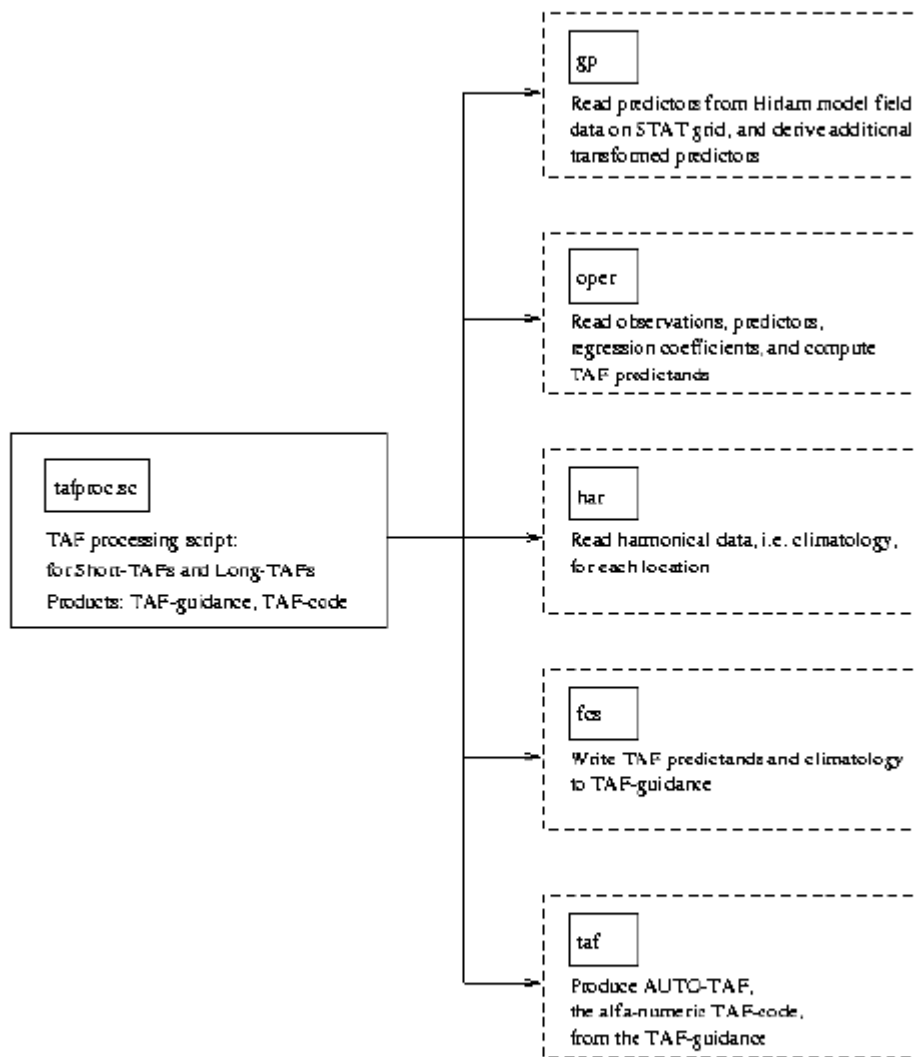 gp
Read predictors from Hirlam model field
data on STAT grid, and derive additional
transformed predictors
oper
Read observations, predictors,
regression coefficients, and compute
TAF predictands
tafproc.sc
TAF processing script:
for Short-TAFs and Long-TAFs
Products: TAF-guidance, TAF-code
har
Read harmonical data, i.e. climatology,
for each location
fcs
Write TAF predictands and climatology
to TAF-guidance
taf
Produce AUTO-TAF,
the alfa-numeric TAF-code,
from the TAF-guidance